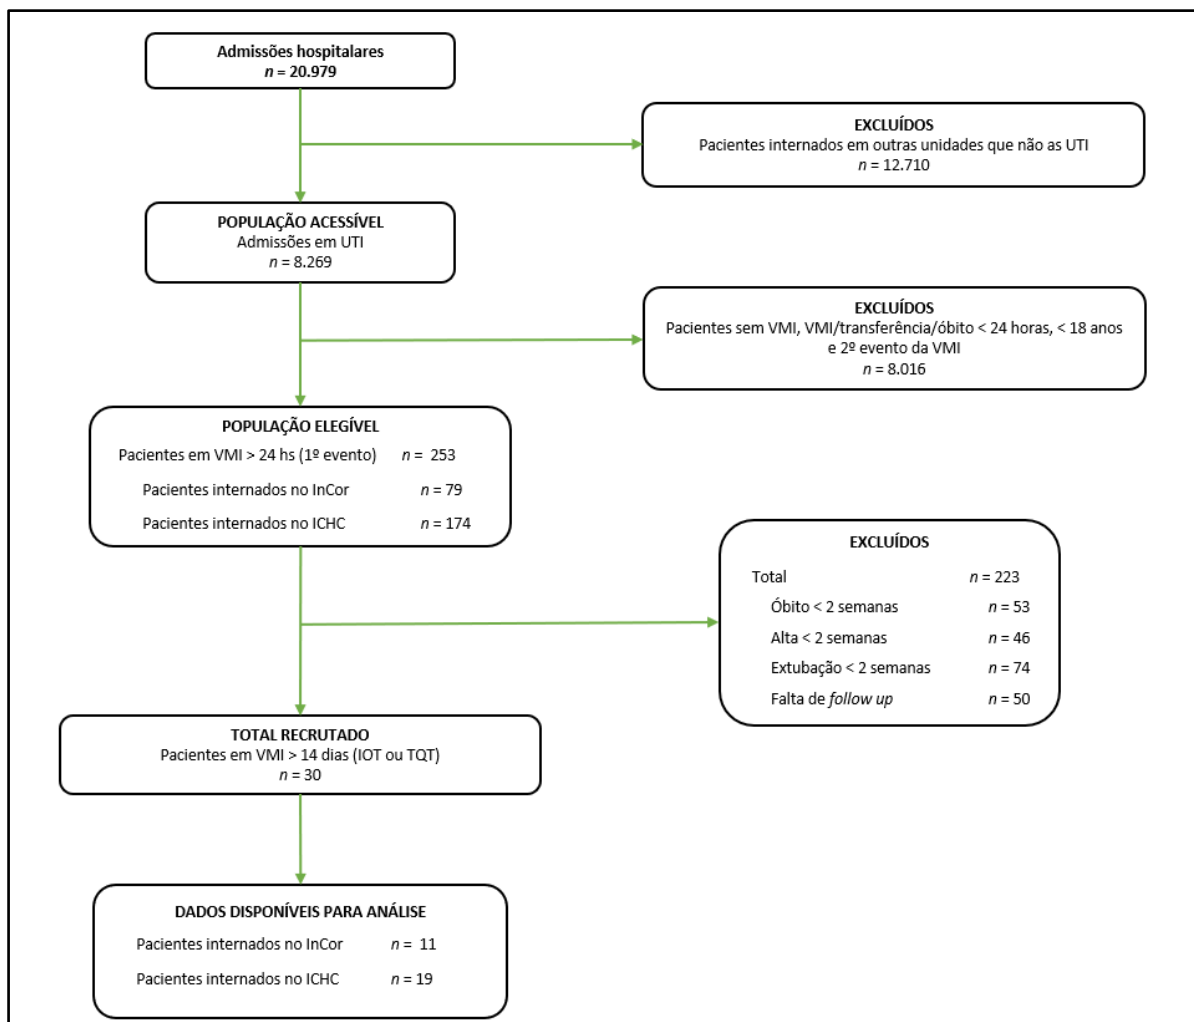 Admissões hospitalares
n = 20.979
EXCLUÍDOS
Pacientes internados em outras unidades que não as UTI
n = 12.710
POPULAÇÃO ACESSÍVEL
Admissões em UTI
n = 8.269
EXCLUÍDOS
Pacientes sem VMI, VMI/transferência/óbito < 24 horas, < 18 anos
e 2º evento da VMI
n = 8.016
POPULAÇÃO ELEGÍVEL
Pacientes em VMI > 24 hs (1º evento) n = 253
Pacientes internados no InCor n = 79
Pacientes internados no ICHC n = 174
EXCLUÍDOS
Total n = 223
Óbito < 2 semanas n = 53
Alta < 2 semanas n = 46
Extubação < 2 semanas n = 74
Falta de follow up n = 50
TOTAL RECRUTADO
Pacientes em VMI > 14 dias (IOT ou TQT)
n = 30
DADOS DISPONÍVEIS PARA ANÁLISE
Pacientes internados no InCor n = 11
Pacientes internados no ICHC n = 19